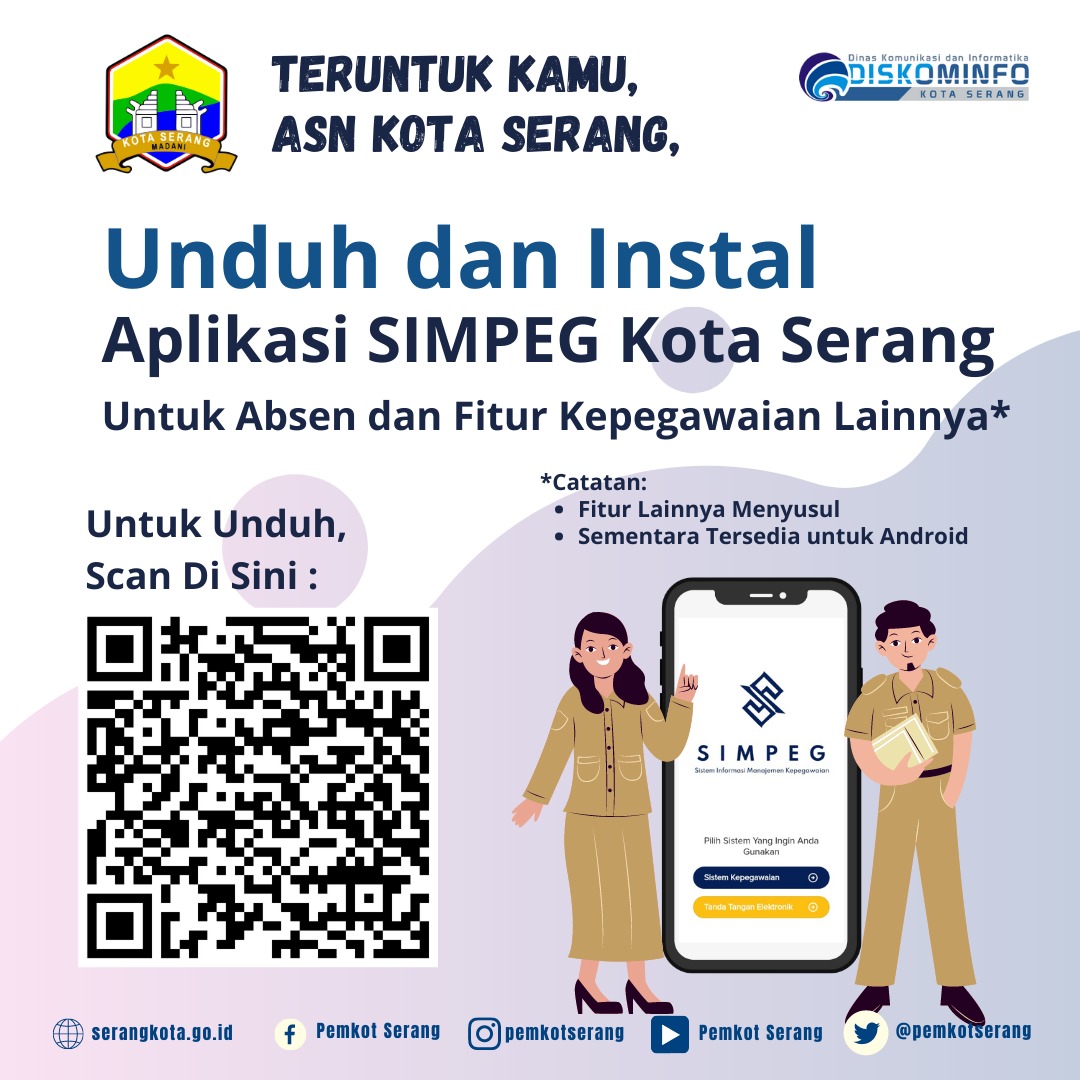 TERUNTUK KAMU,
ASN KOTA SERANG,
KOTA SERANG
MADANI
Dinas Komunikasi dan Informatika
DISKOMINFO
KOTA SERANG
Unduh dan Instal
Aplikasi SIMPEG Kota Serang
Untuk Absen dan Fitur Kepegawaian Lainnya*
*Catatan:
• Fitur Lainnya Menyusul
• Sementara Tersedia untuk Android
Untuk Unduh,
Scan Di Sini :
SIMPEG
Sistem Informasi Manajemen Kepegawaian
Pilih Sistem Yang Ingin Anda
Gunakan
Sistem Kepegawaian
Tanda Tangan Elektronik
serangkota.go.id
Pemkot Serang
pemkotserang
Pemkot Serang
@pemkotserang